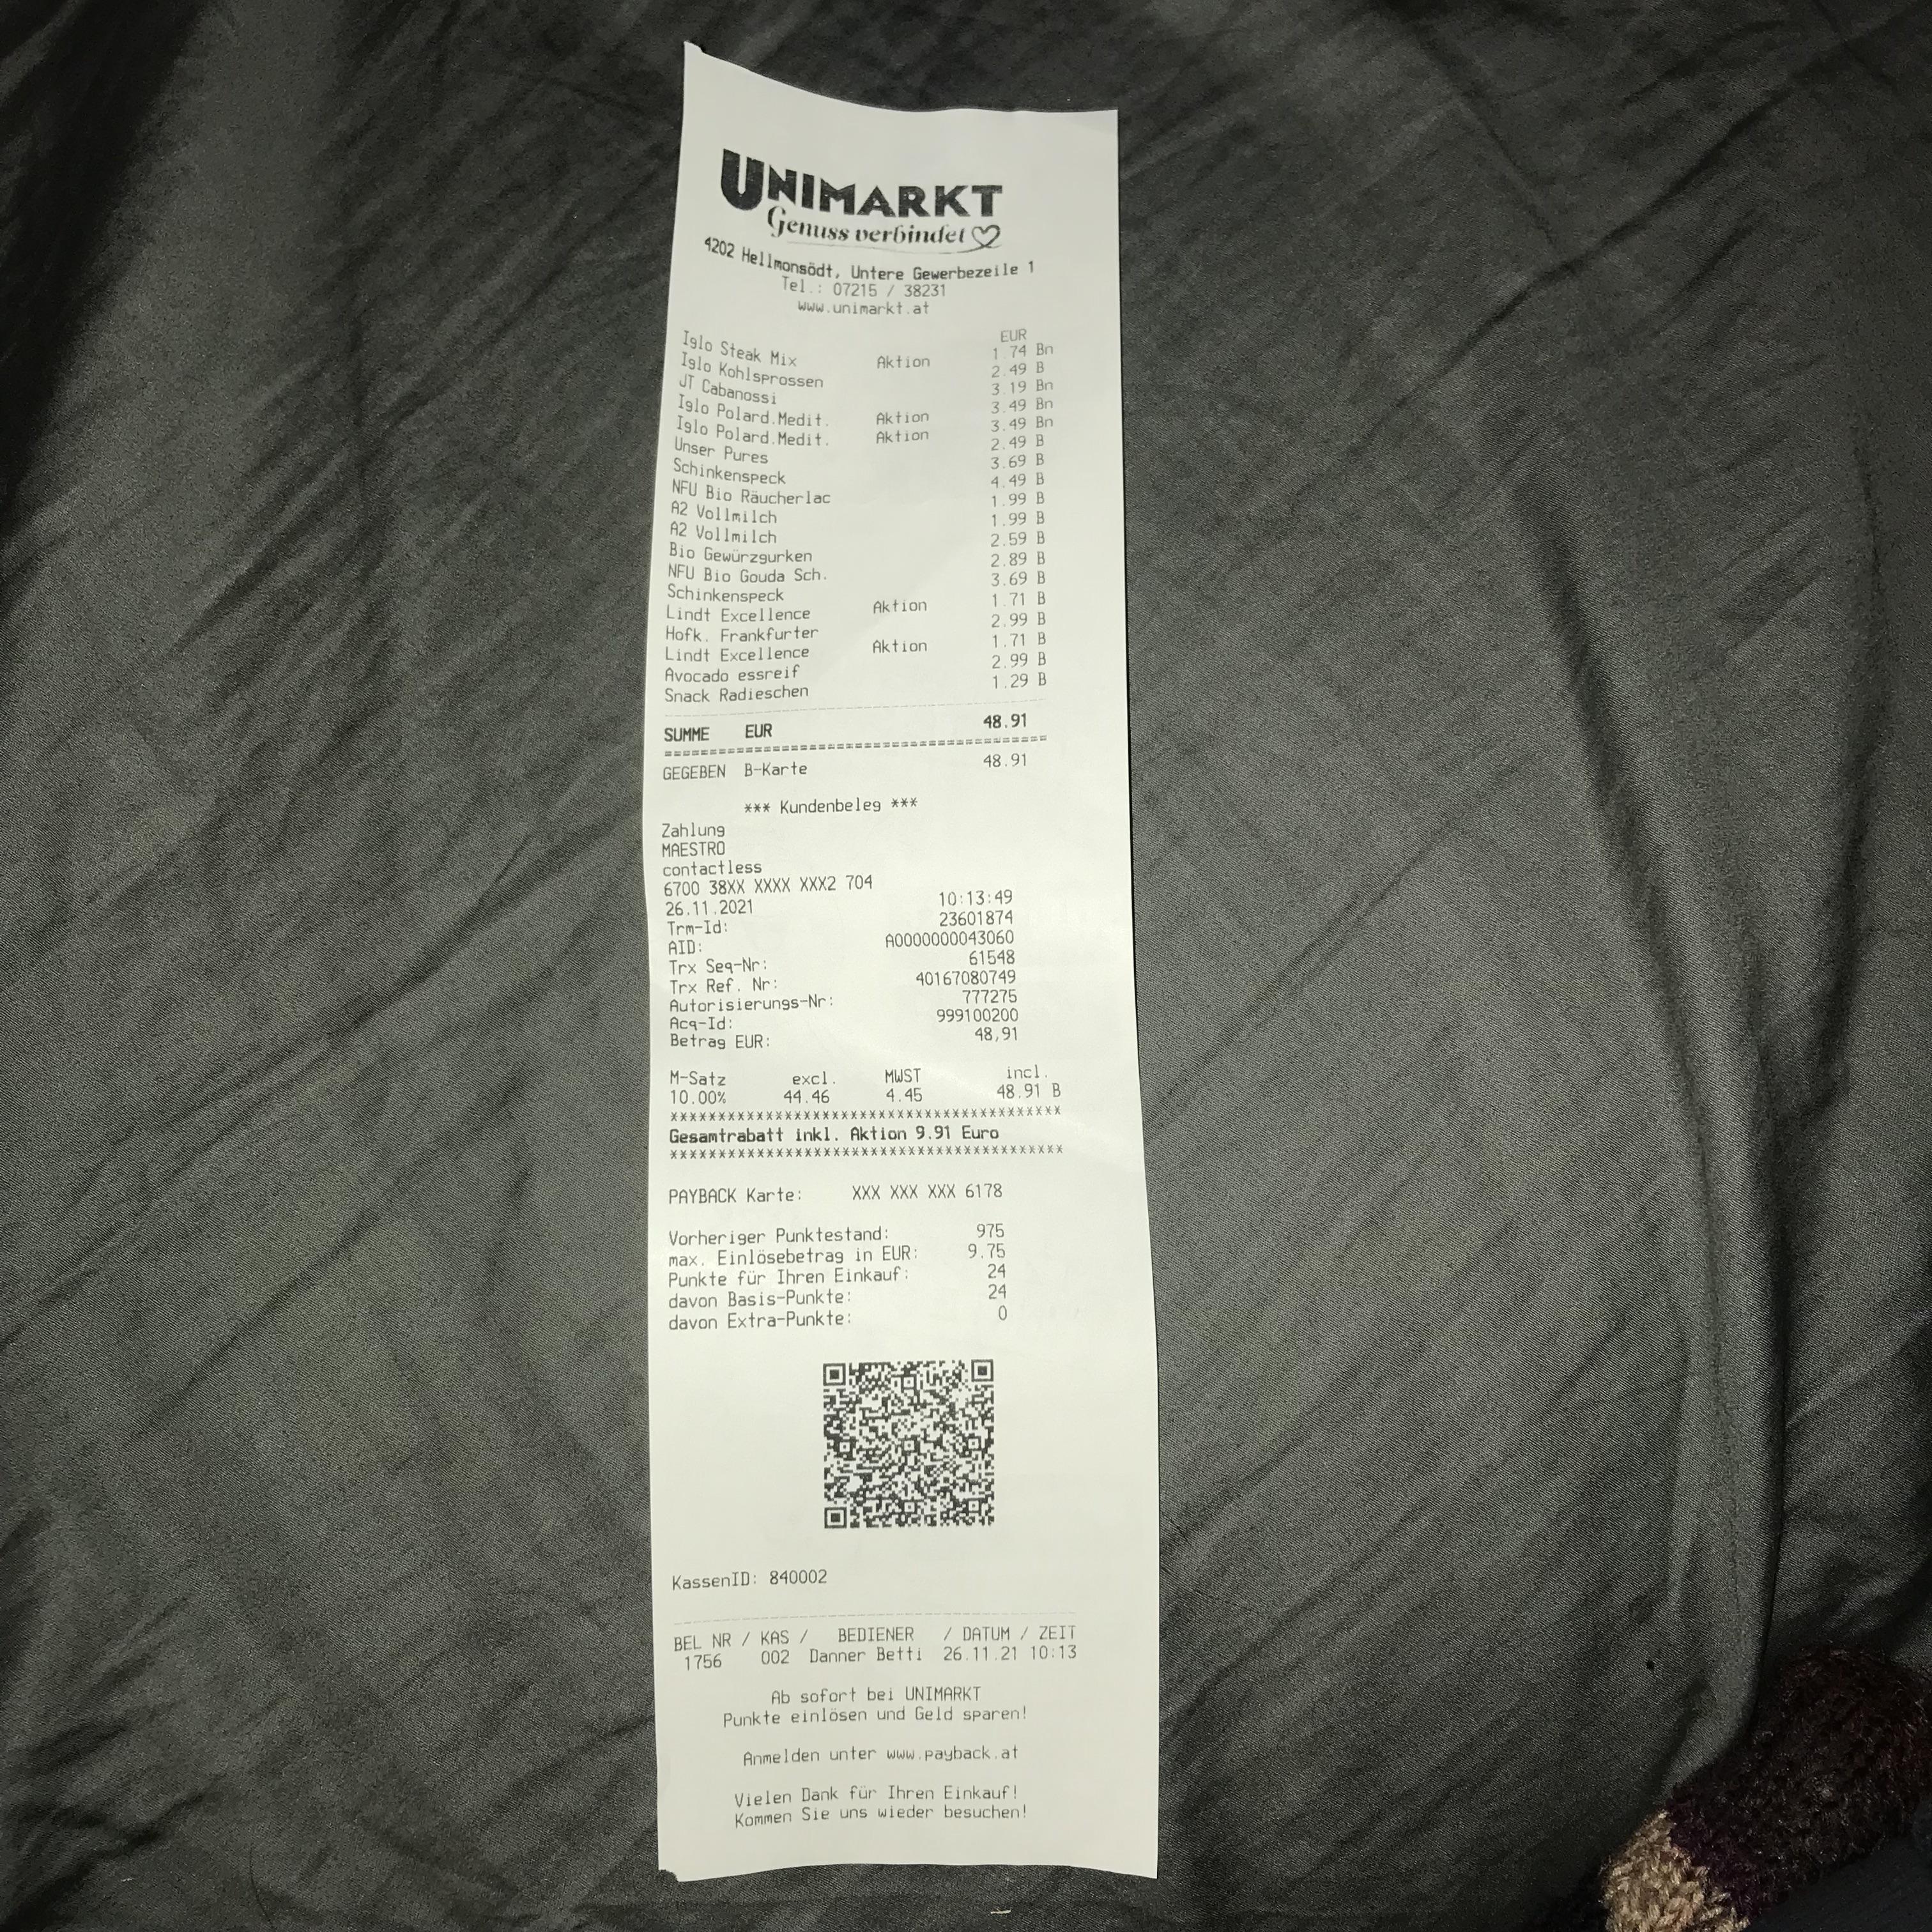 UNIMARKT
Genuss verbindet
4202 Hellmonsödt, Untere Gewerbezeile 1
Tel.: 07215 / 38231
www.unimarkt.at
EUR
Iglo Steak Mix Aktion 1.74 Bn
Iglo Kohlsprossen 2.49 B
JT Cabanossi 3.19 Bn
Iglo Polard.Medit. Aktion 3.49 Bn
Iglo Polard.Medit. Aktion 3.49 Bn
Unser Pures 2.49 B
Schinkenspeck 3.69 B
NFU Bio Räucherlac 4.49 B
A2 Vollmilch 1.99 B
A2 Vollmilch 1.99 B
Bio Gewürzgurken 2.59 B
NFU Bio Gouda Sch. 2.89 B
Schinkenspeck 3.69 B
Lindt Excellence Aktion 1.71 B
Hofk. Frankfurter 2.99 B
Lindt Excellence Aktion 1.71 B
Avocado essreif 2.99 B
Snack Radieschen 1.29 B
SUMME EUR 48.91
GEGEBEN B-Karte 48.91
*** Kundenbeleg ***
Zahlung
MAESTRO
contactless
6700 38XX XXXX XXX2 704
26.11.2021 10:13:49
Trm-Id: 23601874
AID: A0000000043060
Trx Seq-Nr: 61548
Trx Ref. Nr: 40167080749
Autorisierungs-Nr: 777275
Acq-Id: 999100200
Betrag EUR: 48,91
M-Satz excl. MWST incl.
10.00% 44.46 4.45 48.91 B
Gesamtrabatt inkl. Aktion 9.91 Euro
PAYBACK Karte: XXX XXX XXX 6178
Vorheriger Punktestand: 975
max. Einlösebetrag in EUR: 9.75
Punkte für Ihren Einkauf: 24
davon Basis-Punkte: 24
davon Extra-Punkte: 0
KassenID: 840002
BEL NR / KAS / BEDIENER / DATUM / ZEIT
1756 002 Danner Betti 26.11.21 10:13
Ab sofort bei UNIMARKT
Punkte einlösen und Geld sparen!
Anmelden unter www.payback.at
Vielen Dank für Ihren Einkauf!
Kommen Sie uns wieder besuchen!